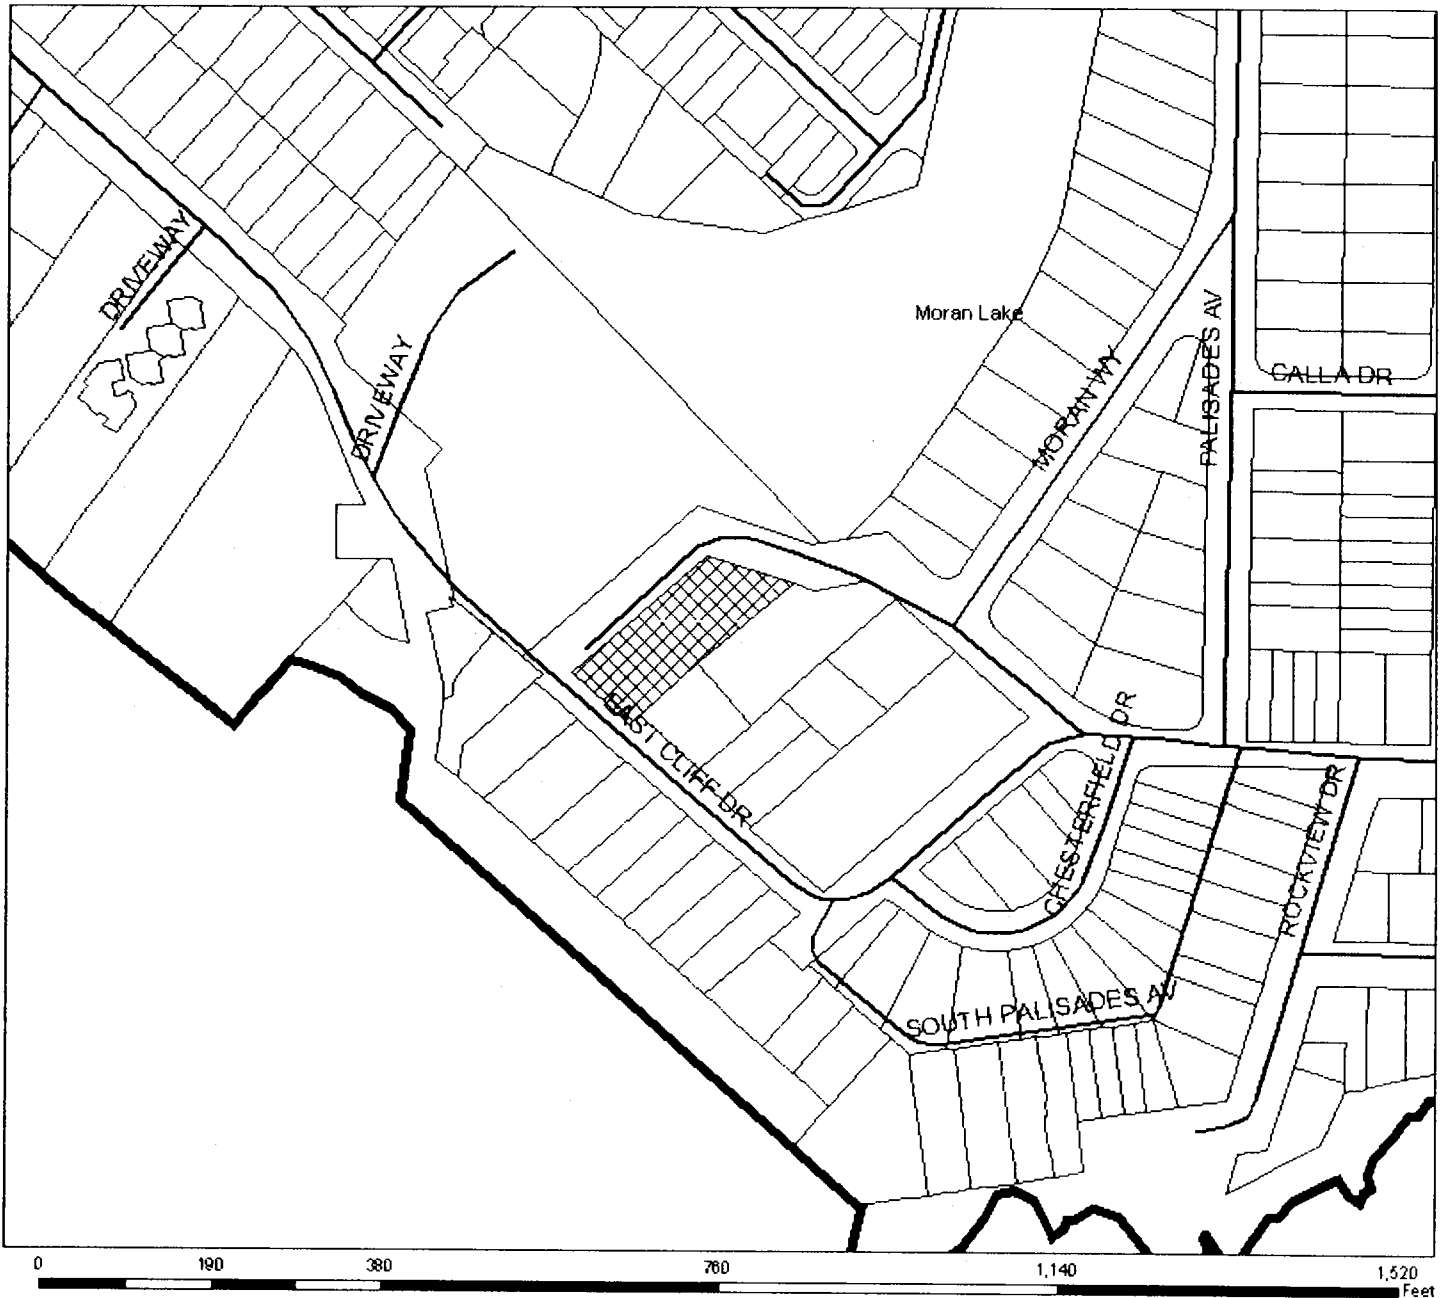 DRIVEWAY
DRIVEWAY
Moran Lake
MORAN WY
PALISADES AV
CALLA DR
EAST CLIFF DR
CHESTERFIELD DR
ROCKVIEW DR
SOUTH PALISADES AV
0 190 380 760 1,140 1,520
Feet